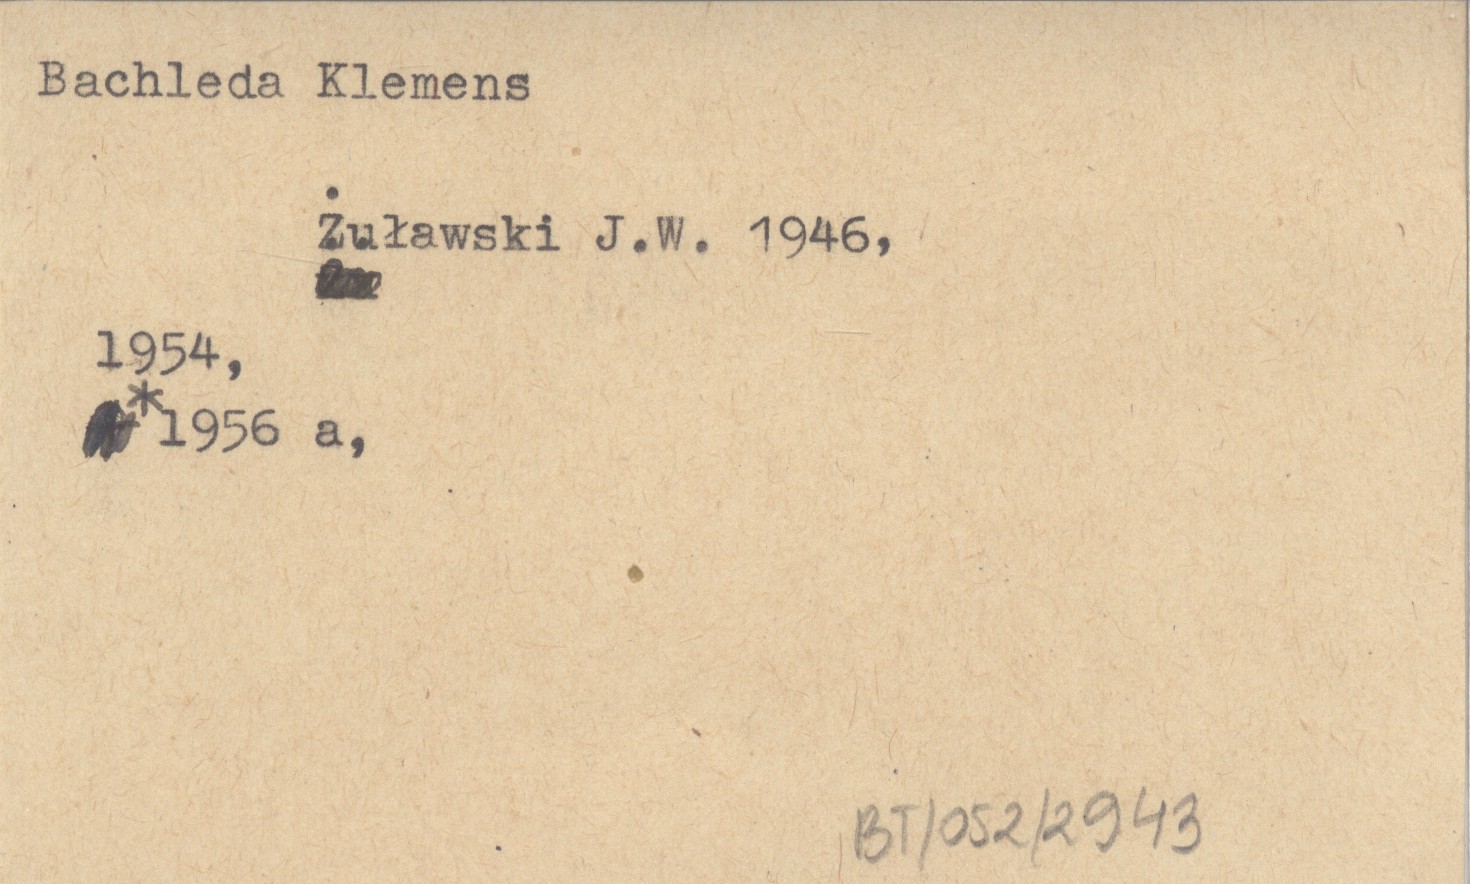 Bachleda Klemens
Żuławski J.W. 1946,
1954,
*1956 a,
BT/052/2943